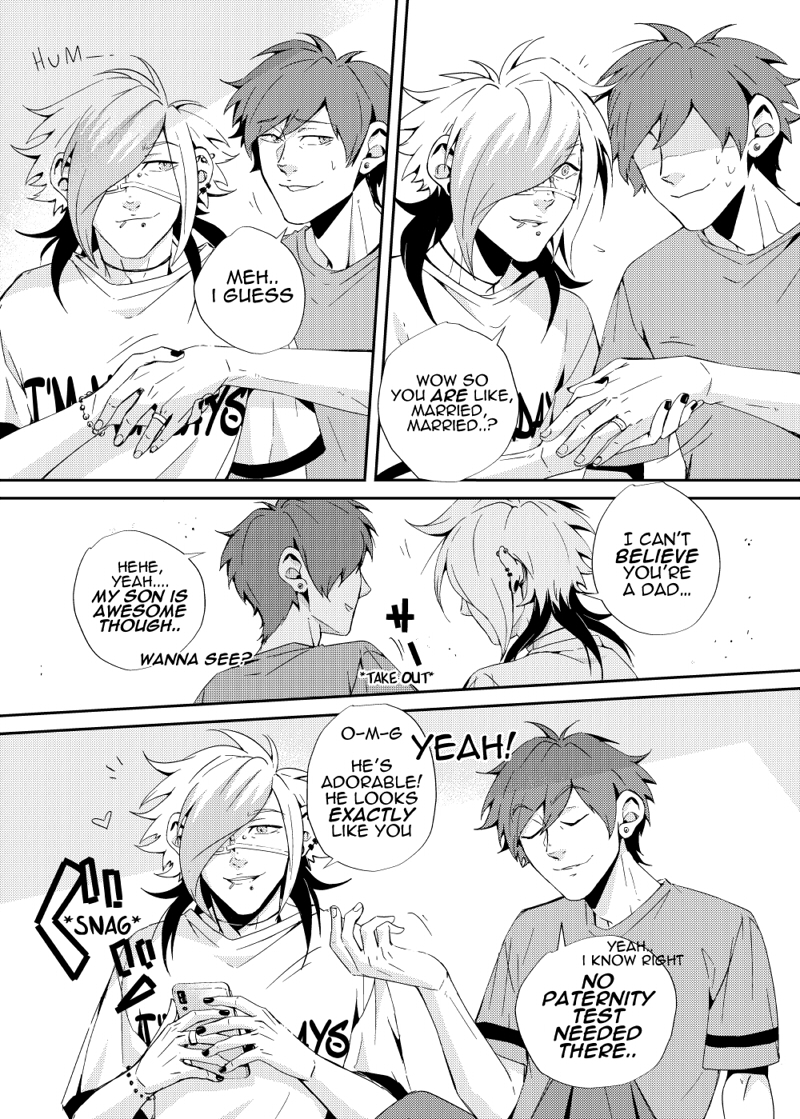 HUM
MEH..
I GUESS
I'M
AYS
WOW SO
YOU ARE LIKE,
MARRIED,
MARRIED..?
DAY
HEHE,
YEAH....
MY SON IS
AWESOME
THOUGH..
WANNA SEE?
*TAKE OUT*
I CAN'T
BELIEVE
YOU'RE
A DAD...
O-M-G
HE'S
ADORABLE!
HE LOOKS
EXACTLY
LIKE YOU
YEAH!
*SNAG*
AYS
YEAH..
I KNOW RIGHT
NO
PATERNITY
TEST
NEEDED
THERE..